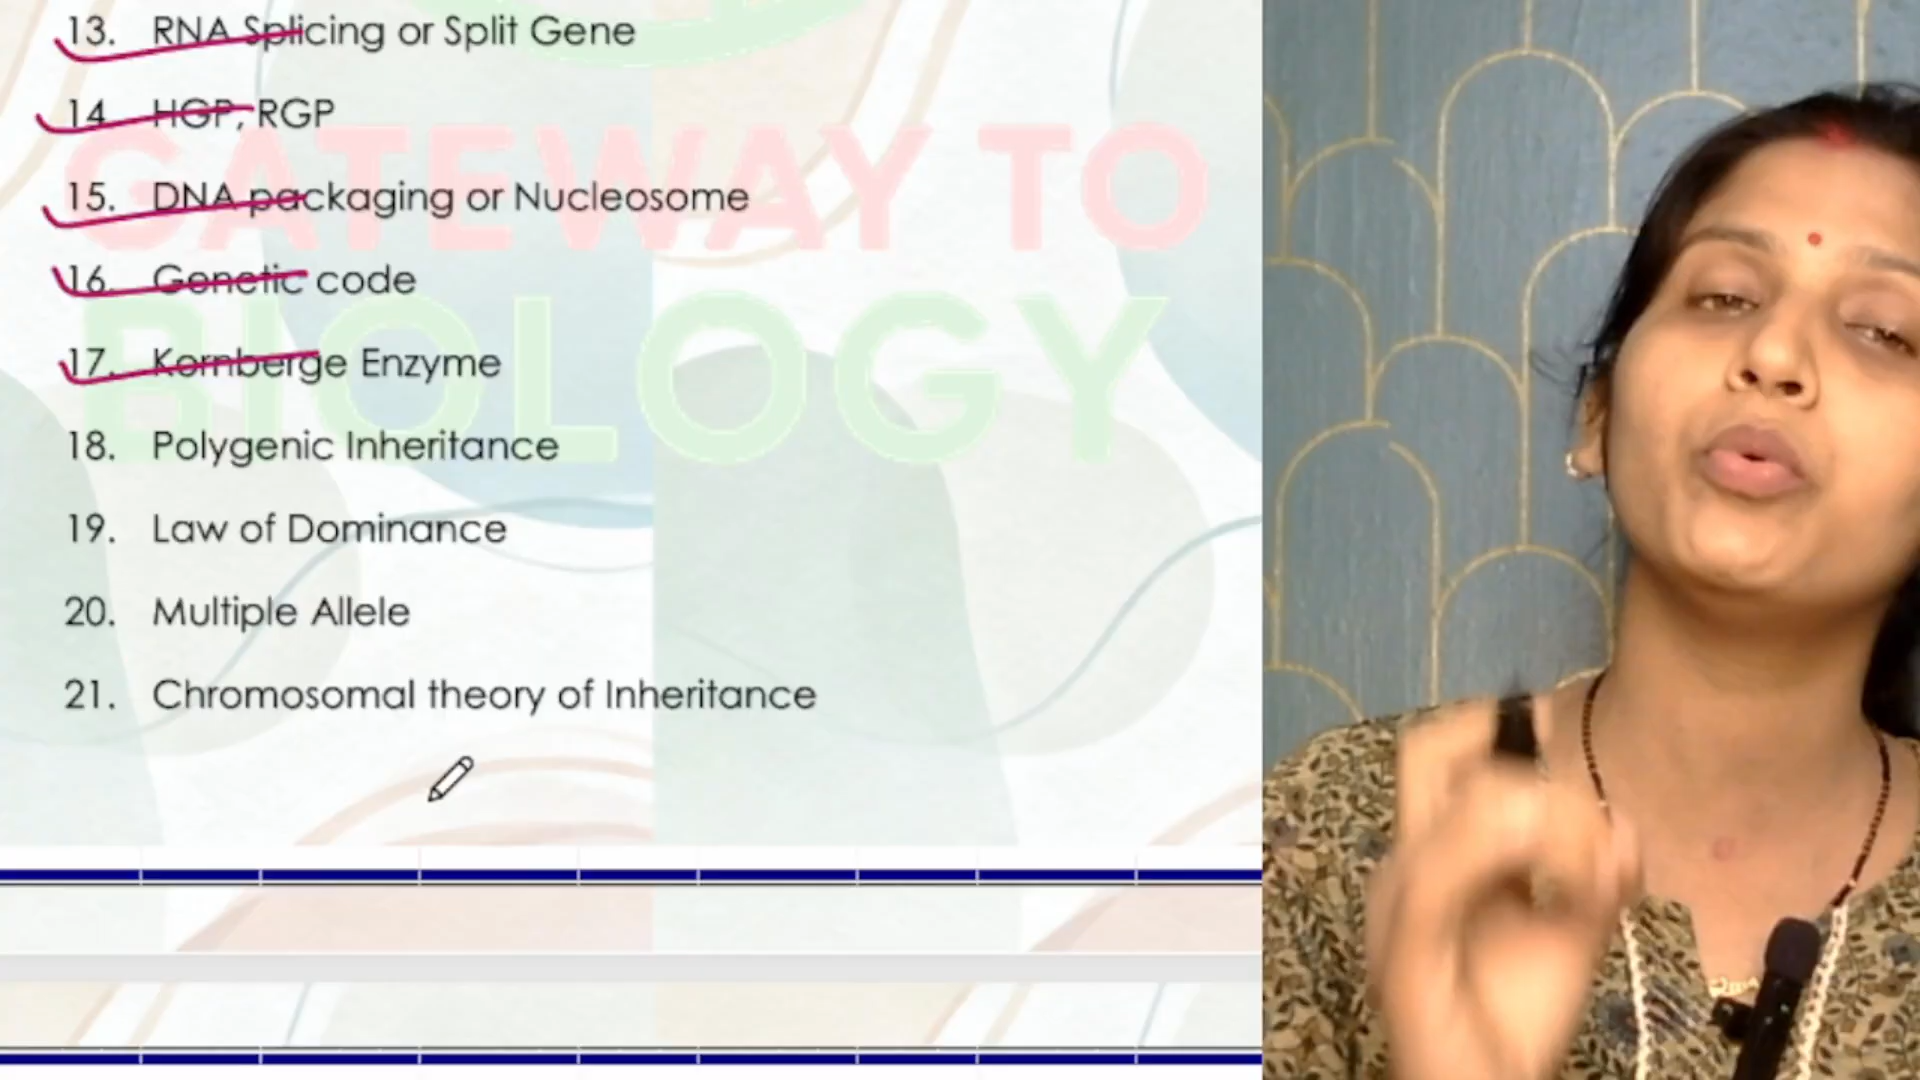 13. RNA Splicing or Split Gene
14. HGP, RGP
GATEWAY TO
15. DNA packaging or Nucleosome
16. Genetic code
BIOLOGY
17. Kornberge Enzyme
18. Polygenic Inheritance
19. Law of Dominance
20. Multiple Allele
21. Chromosomal theory of Inheritance